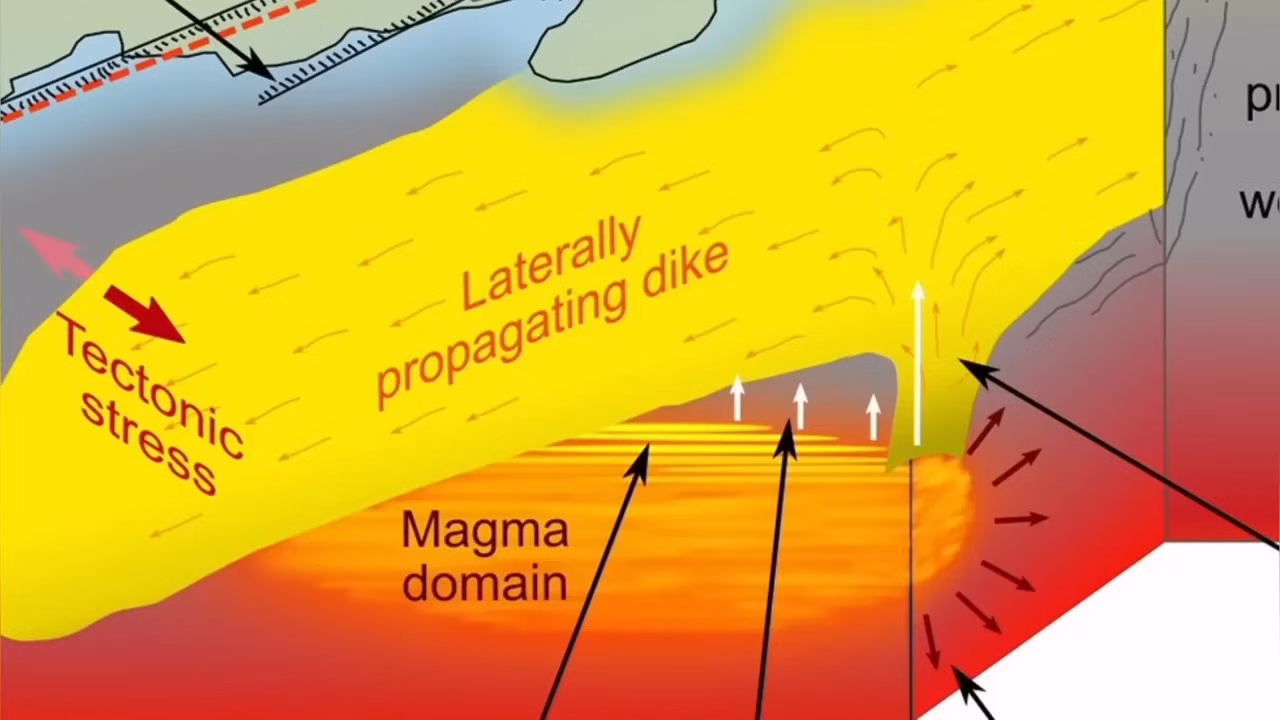 Laterally
propagating dike
Tectonic
stress
Magma
domain